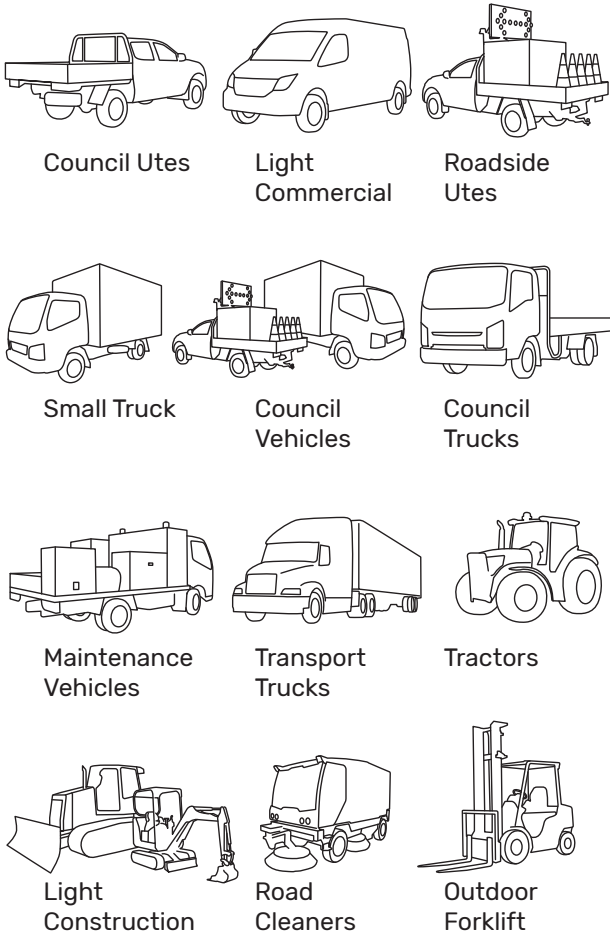 Council Utes
Light
Commercial
Roadside
Utes
Small Truck
Council
Vehicles
Council
Trucks
Maintenance
Vehicles
Transport
Trucks
Tractors
Light
Construction
Road
Cleaners
Outdoor
Forklift